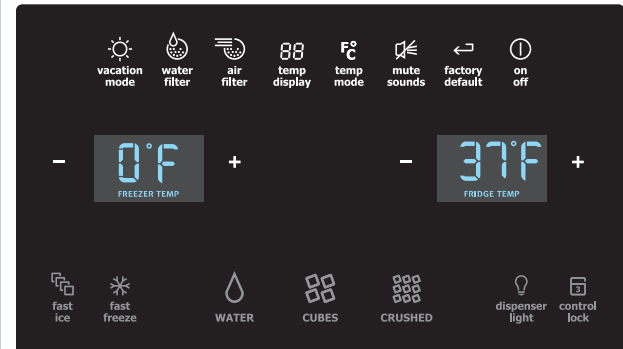 88 F°C
vacation mode water filter air filter temp display temp mode mute sounds factory default on off
- 0°F + - 37°F +
FREEZER TEMP FRIDGE TEMP
3
fast ice fast freeze WATER CUBES CRUSHED dispenser light control lock